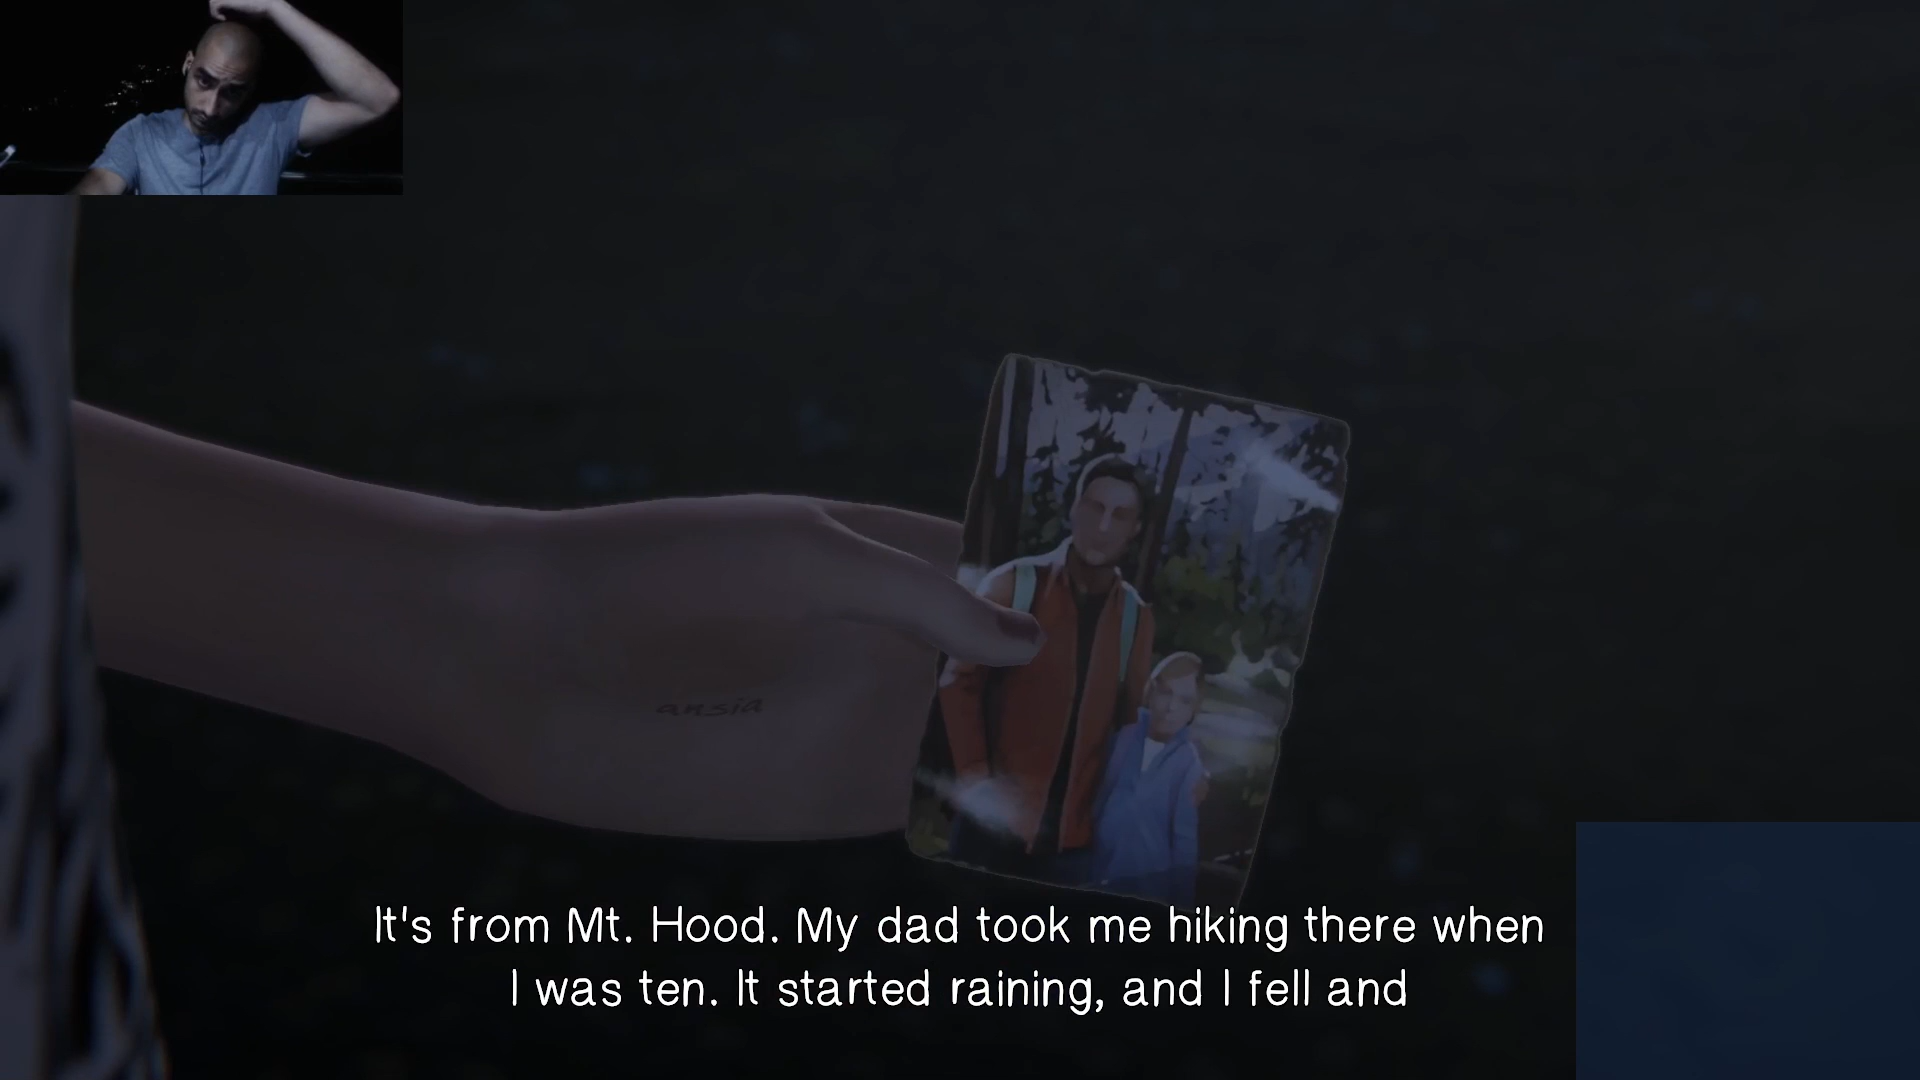 ansia
It's from Mt. Hood. My dad took me hiking there when
I was ten. It started raining, and I fell and